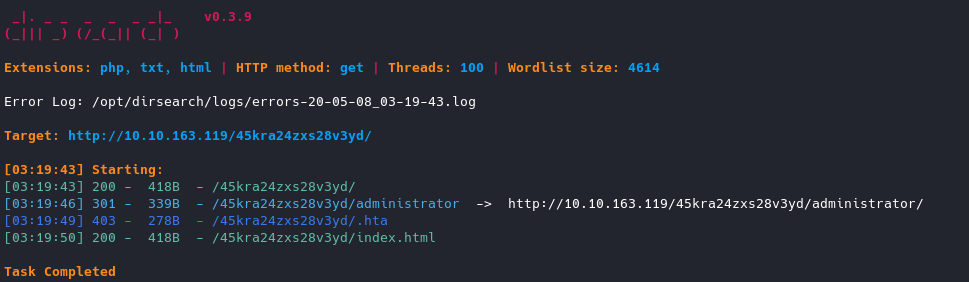 _|. _ _  _  _  _ _|_    v0.3.9
(_||| _) (/_(_|| (_| )
Extensions: php, txt, html | HTTP method: get | Threads: 100 | Wordlist size: 4614
Error Log: /opt/dirsearch/logs/errors-20-05-08_03-19-43.log
Target: http://10.10.163.119/45kra24zxs28v3yd/
[03:19:43] Starting:
[03:19:43] 200 -  418B  - /45kra24zxs28v3yd/
[03:19:46] 301 -  339B  - /45kra24zxs28v3yd/administrator  ->  http://10.10.163.119/45kra24zxs28v3yd/administrator/
[03:19:49] 403 -  278B  - /45kra24zxs28v3yd/.hta
[03:19:50] 200 -  418B  - /45kra24zxs28v3yd/index.html
Task Completed